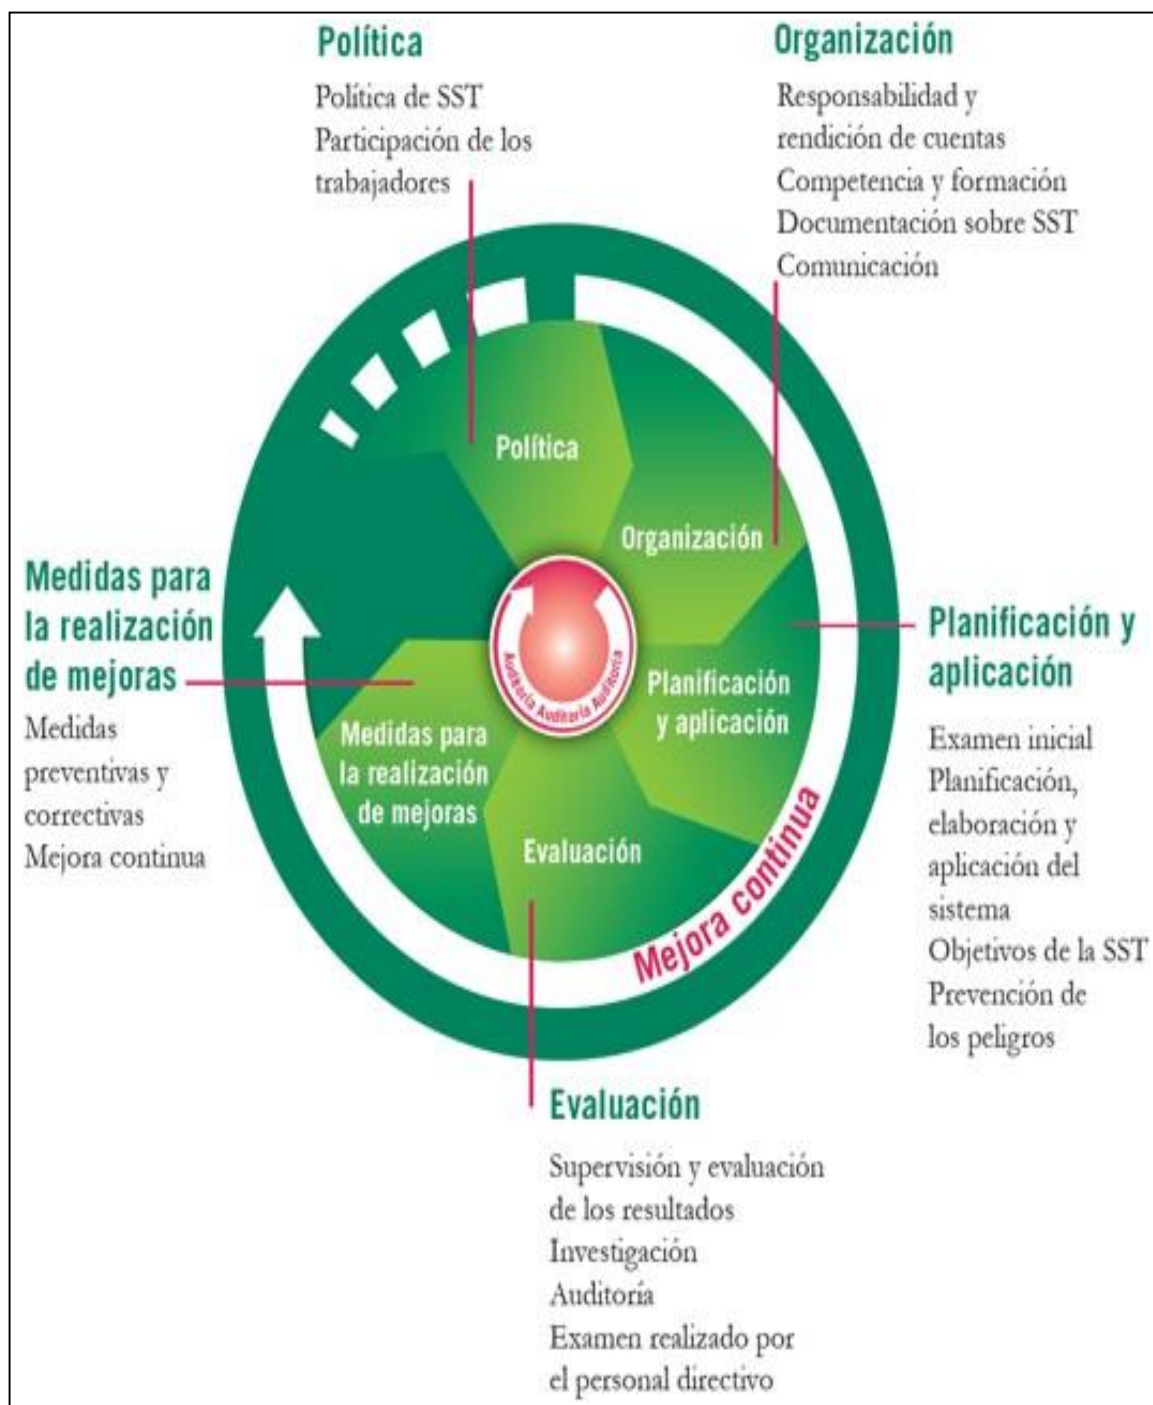 Política
Política de SST
Participación de los
trabajadores
Organización
Responsabilidad y
rendición de cuentas
Competencia y formación
Documentación sobre SST
Comunicación
Política
Organización
Planificación
y aplicación
Evaluación
Medidas para
la realización
de mejoras
Auditoría Auditoría Auditoría
Mejora continua
Planificación y
aplicación
Examen inicial
Planificación,
elaboración y
aplicación del
sistema
Objetivos de la SST
Prevención de
los peligros
Evaluación
Supervisión y evaluación
de los resultados
Investigación
Auditoría
Examen realizado por
el personal directivo
Medidas para
la realización
de mejoras
Medidas
preventivas y
correctivas
Mejora continua